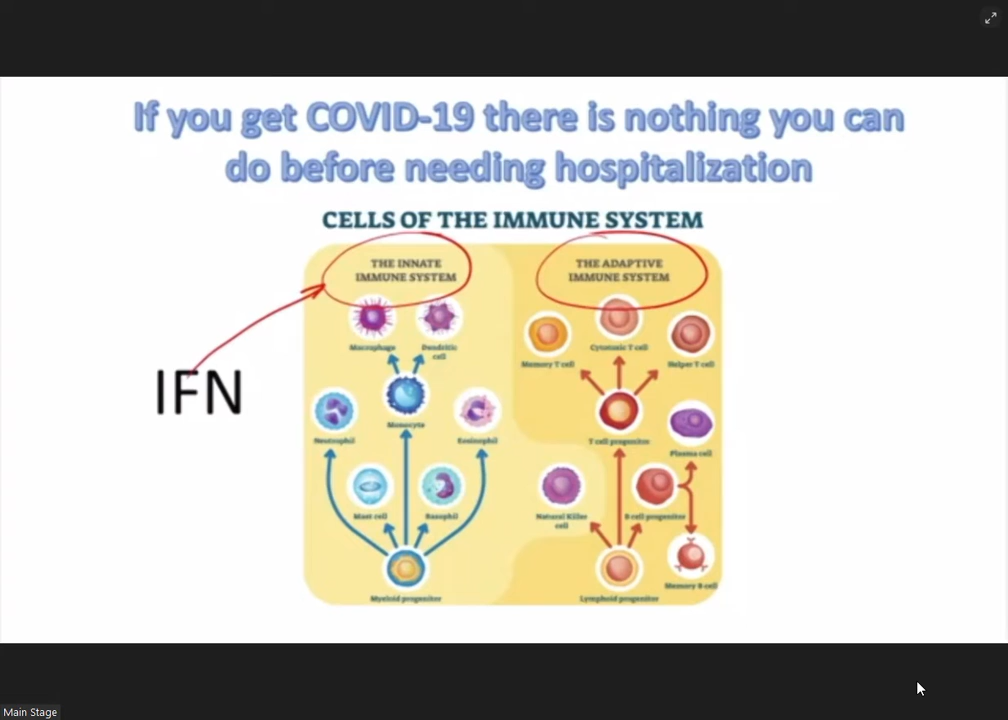 If you get COVID-19 there is nothing you can
do before needing hospitalization
CELLS OF THE IMMUNE SYSTEM
THE INNATE
IMMUNE SYSTEM
THE ADAPTIVE
IMMUNE SYSTEM
Macrophage
Dendritic
cell
Memory T cell
Cytotoxic T cell
Helper T cell
IFN
Neutrophil
Monocyte
Eosinophil
T cell progenitor
Plasma cell
Mast cell
Basophil
Natural Killer
cell
B cell progenitor
Memory B cell
Myeloid progenitor
Lymphoid progenitor
Main Stage